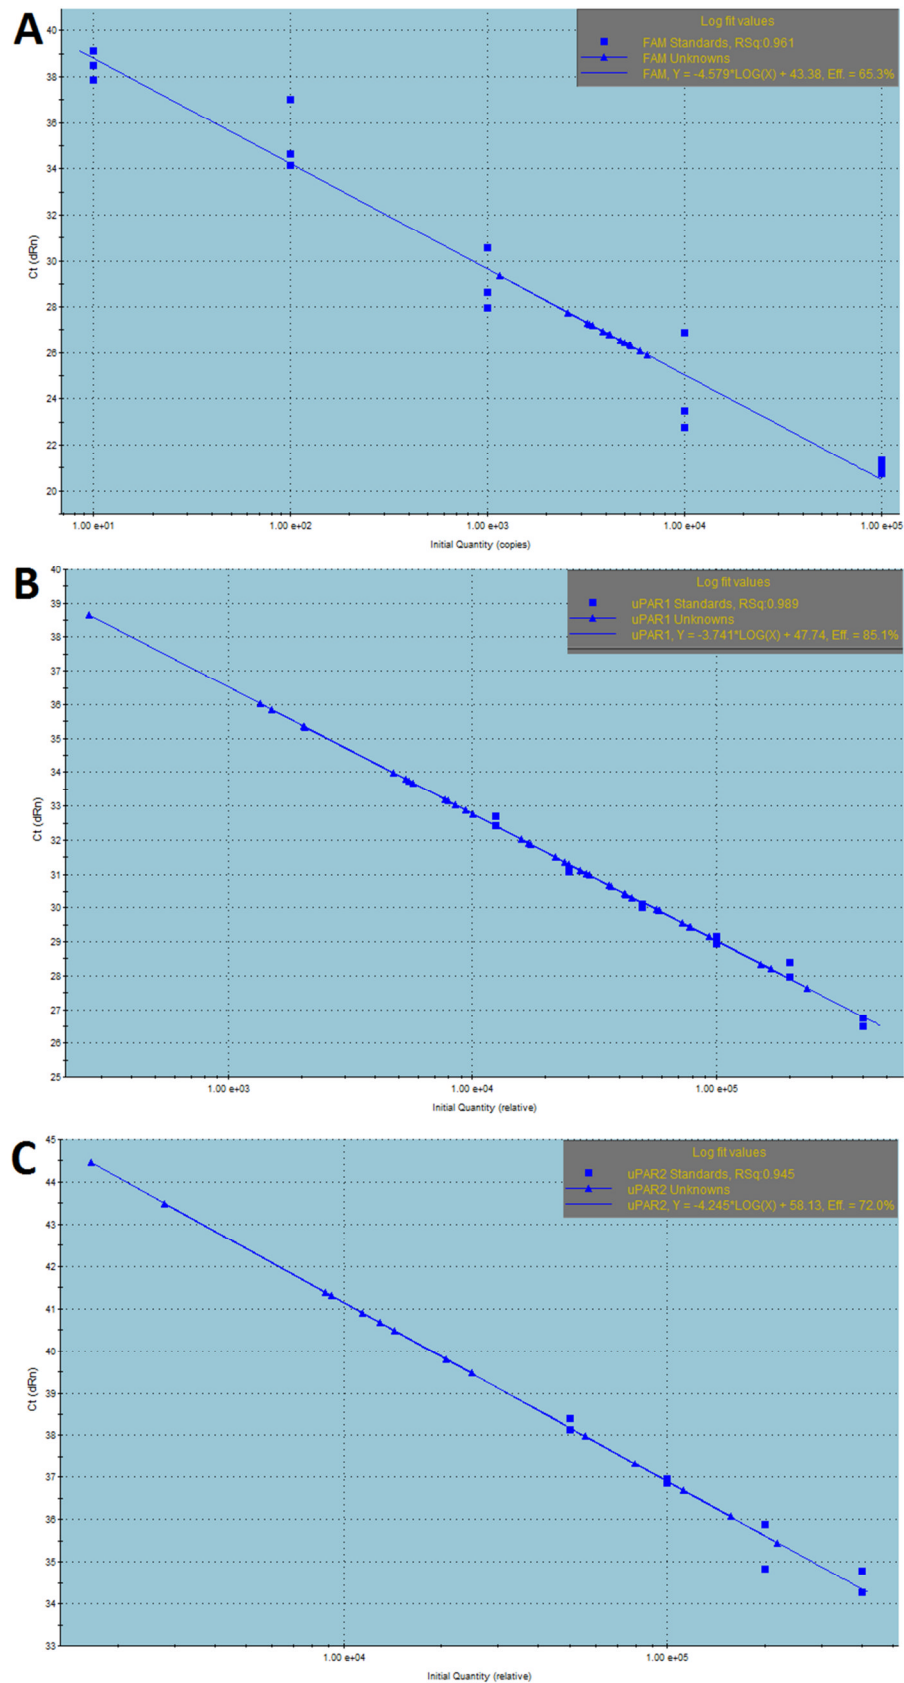 A
Log fit values
FAM Standards, RSq:0.961
FAM Unknowns
FAM, Y = -4.579*LOG(X) + 43.38, Eff. = 65.3%
Ct (dRn)
40
38
36
34
32
30
28
26
24
22
20
1.00 e+01 1.00 e+02 1.00 e+03 1.00 e+04 1.00 e+05
Initial Quantity (copies)
B
Log fit values
uPAR1 Standards, RSq:0.989
uPAR1 Unknowns
uPAR1, Y = -3.741*LOG(X) + 47.74, Eff. = 85.1%
Ct (dRn)
40
39
38
37
36
35
34
33
32
31
30
29
28
27
26
25
1.00 e+03 1.00 e+04 1.00 e+05
Initial Quantity (relative)
C
Log fit values
uPAR2 Standards, RSq:0.945
uPAR2 Unknowns
uPAR2, Y = -4.245*LOG(X) + 58.13, Eff. = 72.0%
Ct (dRn)
45
44
43
42
41
40
39
38
37
36
35
34
33
1.00 e+04 1.00 e+05
Initial Quantity (relative)